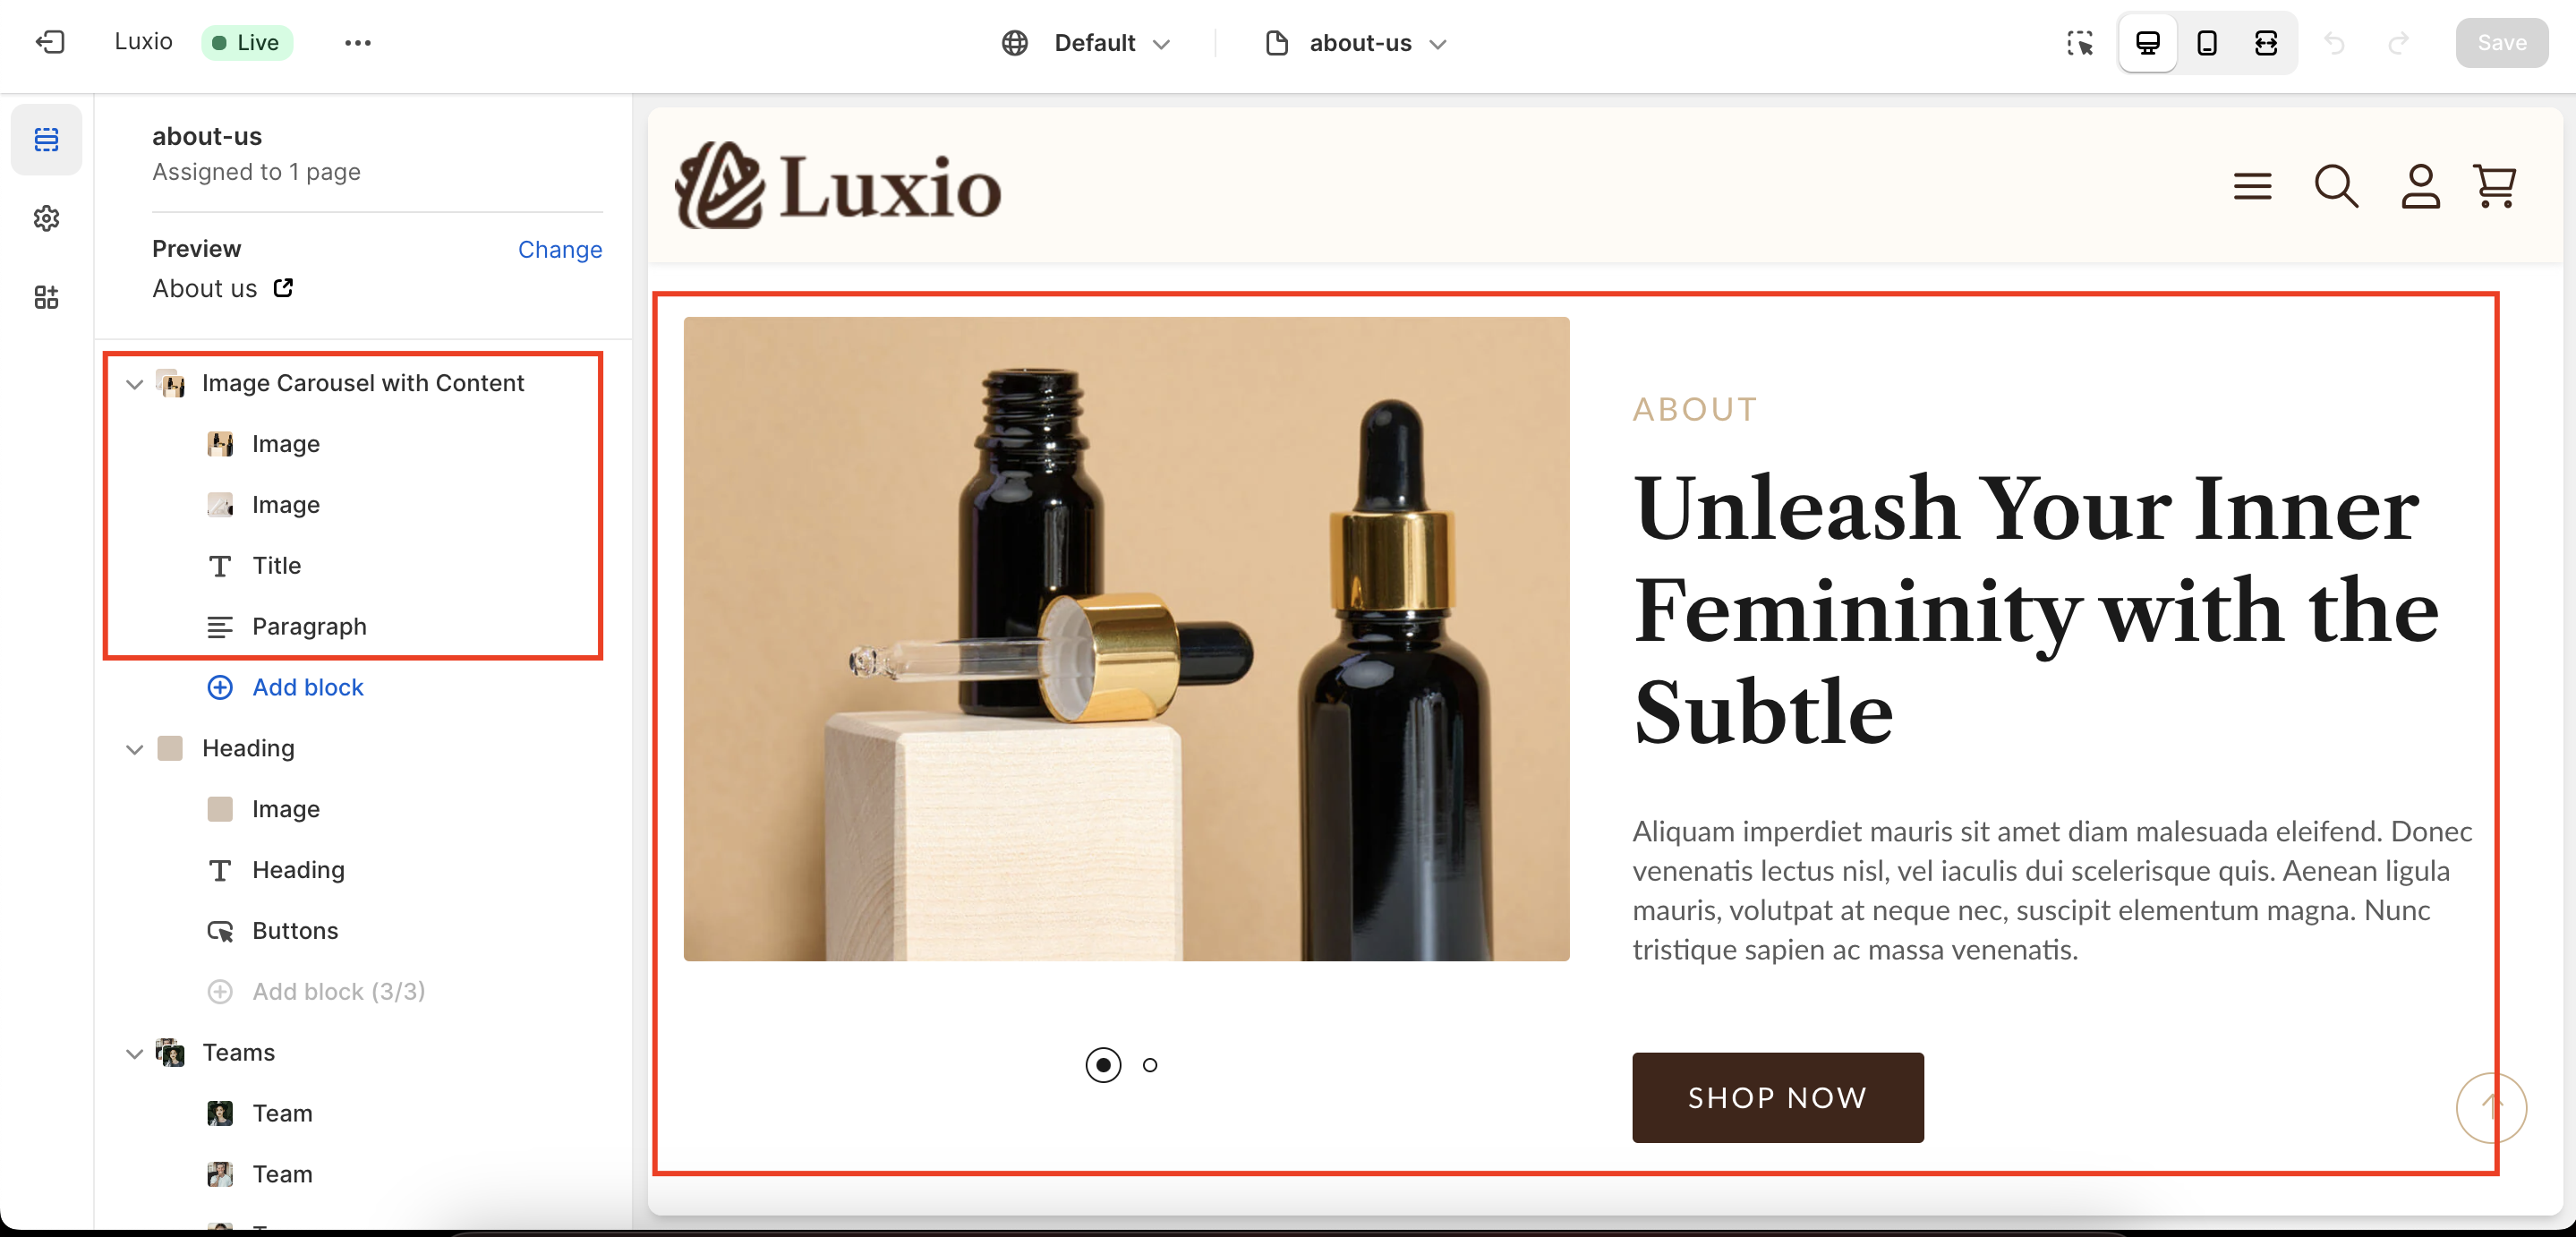 Luxio
Live
Default
about-us
Save
about-us
Assigned to 1 page
Preview
Change
About us
Image Carousel with Content
Image
Image
Title
Paragraph
Add block
Heading
Image
Heading
Buttons
Add block (3/3)
Teams
Team
Team
Luxio
ABOUT
Unleash Your Inner
Femininity with the
Subtle
Aliquam imperdiet mauris sit amet diam malesuada eleifend. Donec
venenatis lectus nisl, vel iaculis dui scelerisque quis. Aenean ligula
mauris, volutpat at neque nec, suscipit elementum magna. Nunc
tristique sapien ac massa venenatis.
SHOP NOW